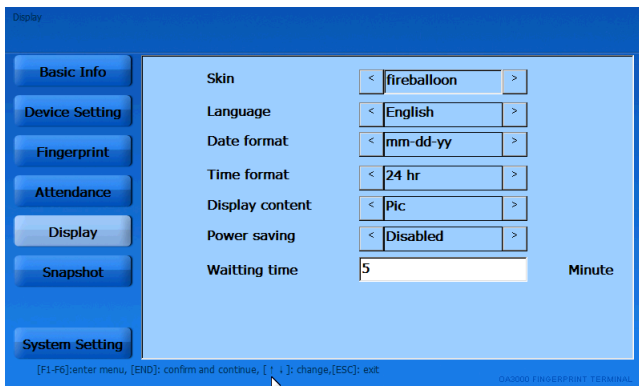 Display
Basic Info
Device Setting
Fingerprint
Attendance
Display
Snapshot
System Setting
Skin < fireballoon >
Language < English >
Date format < mm-dd-yy >
Time format < 24 hr >
Display content < Pic >
Power saving < Disabled >
Waitting time 5 Minute
[F1-F6]:enter menu, [END]: confirm and continue, [↑ ↓]: change,[ESC]: exit
OA3000 FINGERPRINT TERMINAL